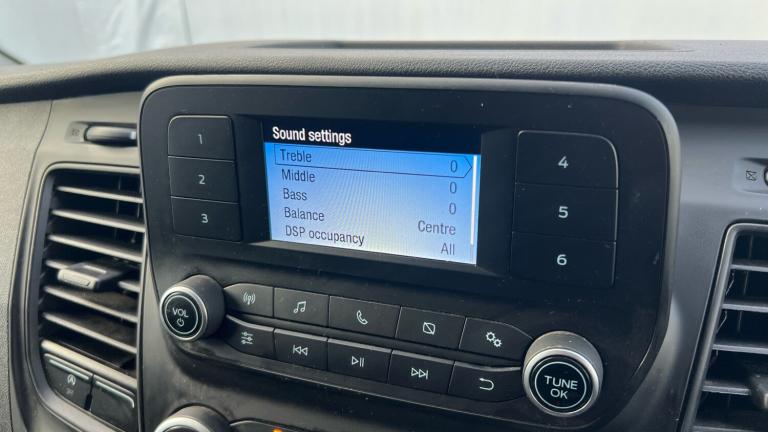 Sound settings
Treble 0
Middle 0
Bass 0
Balance Centre
DSP occupancy All
1
2
3
4
5
6
VOL
TUNE
OK